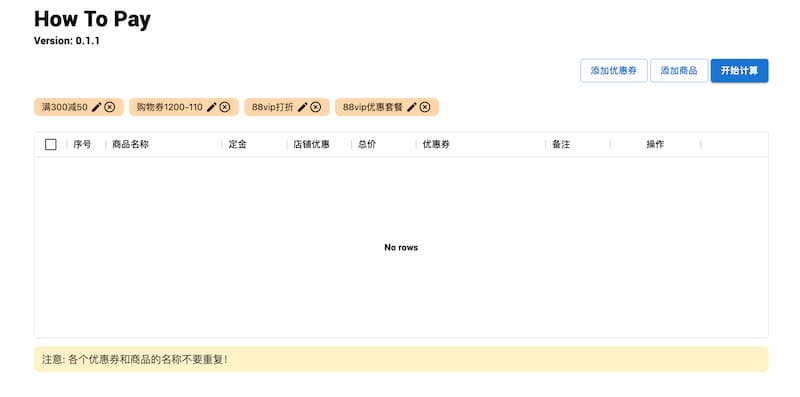 How To Pay
Version: 0.1.1
添加优惠券 添加商品 开始计算
满300减50 购物券1200-110 88vip打折 88vip优惠套餐
序号 商品名称 定金 店铺优惠 总价 优惠券 备注 操作
No rows
注意: 各个优惠券和商品的名称不要重复!